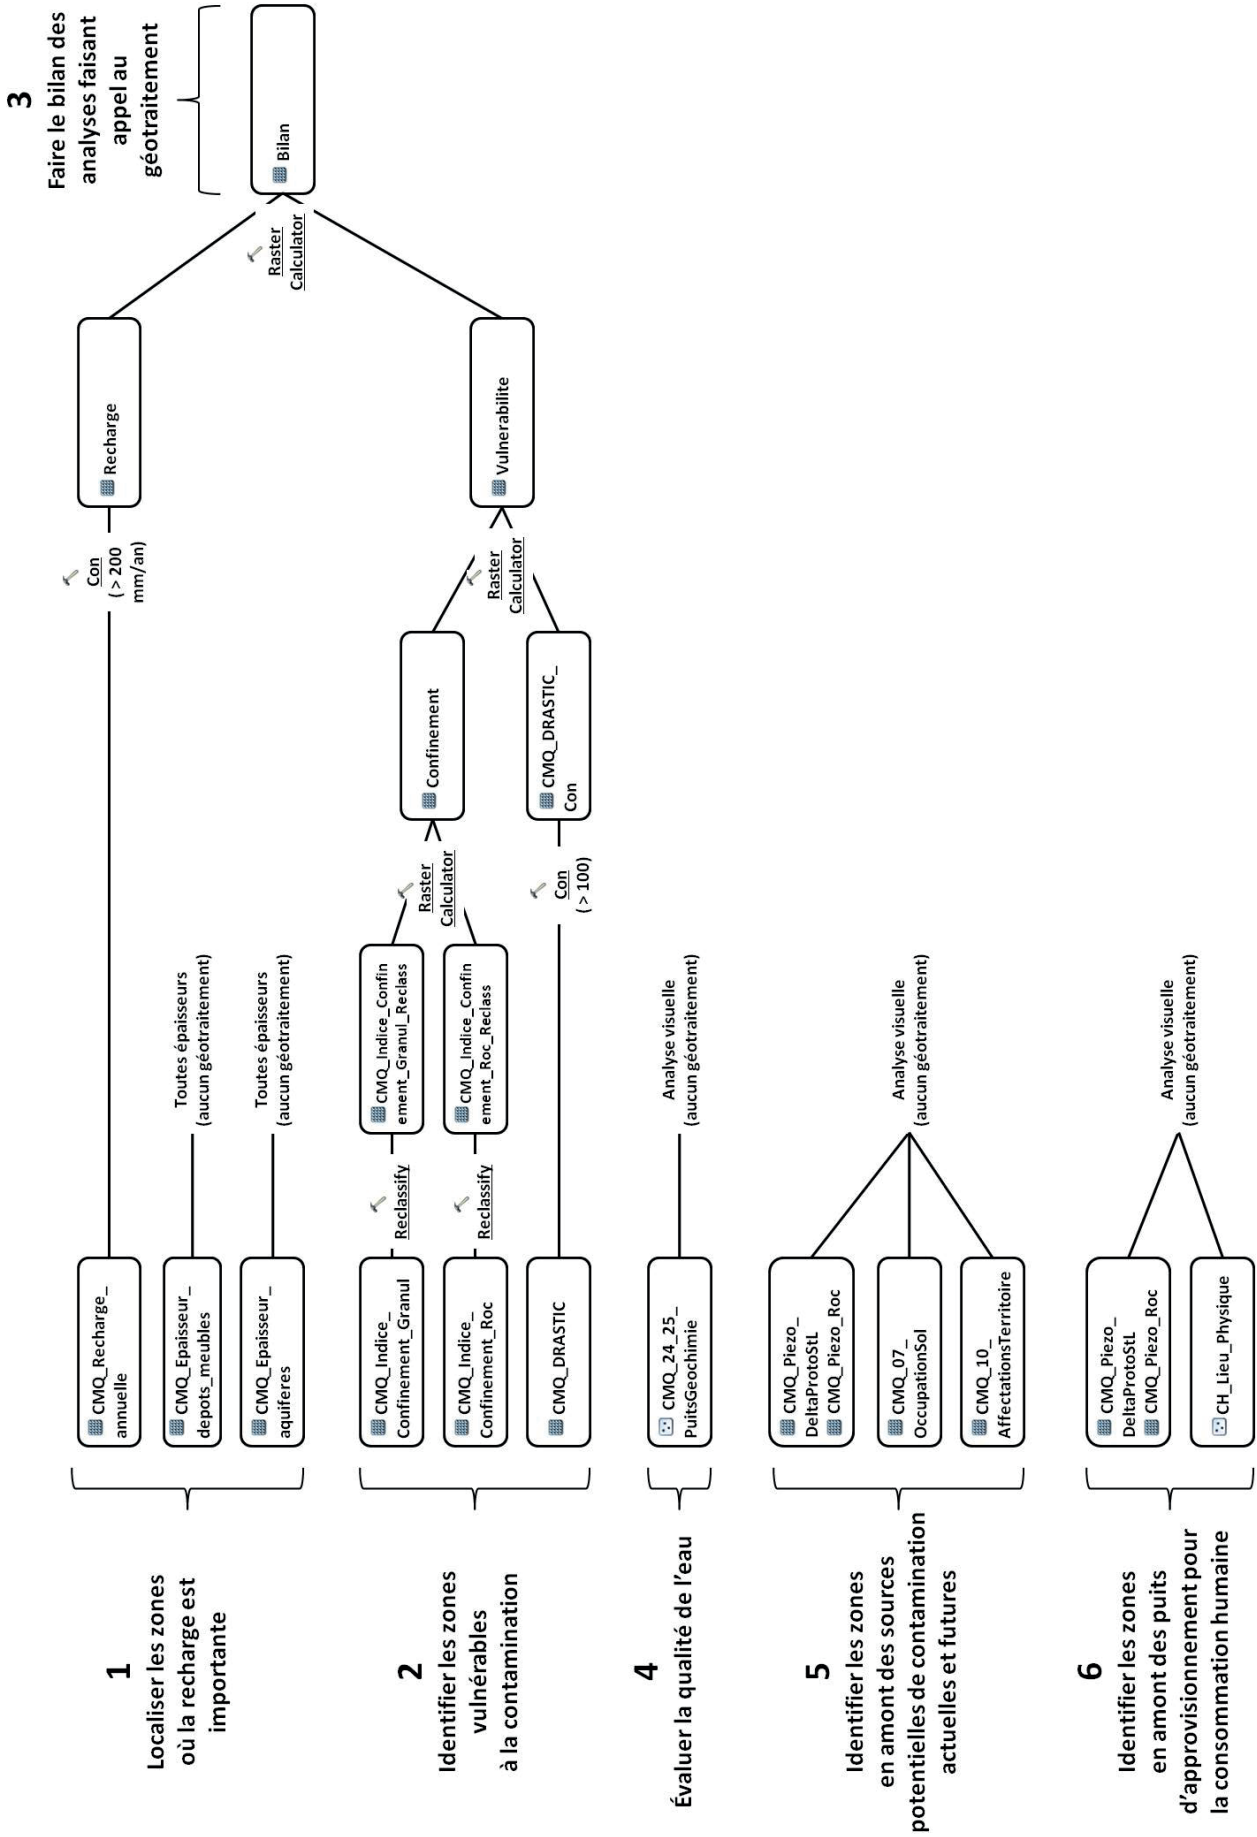 1
Localiser les zones
où la recharge est
importante
CMQ_Recharge_
annuelle
Con
( > 200
mm/an)
Recharge
CMQ_Epaisseur_
depots_meubles
Toutes épaisseurs
(aucun géotraitement)
CMQ_Epaisseur_
aquiferes
Toutes épaisseurs
(aucun géotraitement)
2
Identifier les zones
vulnérables
à la contamination
CMQ_Indice_
Confinement_Granul
Reclassify
CMQ_Indice_Confin
ement_Granul_Reclass
CMQ_Indice_
Confinement_Roc
Reclassify
CMQ_Indice_Confin
ement_Roc_Reclass
Raster
Calculator
Confinement
CMQ_DRASTIC
Con
( > 100)
CMQ_DRASTIC_
Con
Raster
Calculator
Vulnerabilite
Raster
Calculator
3
Faire le bilan des
analyses faisant
appel au
géotraitement
Bilan
4
Évaluer la qualité de l'eau
CMQ_24_25_
PuitsGeochimie
Analyse visuelle
(aucun géotraitement)
5
Identifier les zones
en amont des sources
potentielles de contamination
actuelles et futures
CMQ_Piezo_
DeltaProtoStL
CMQ_Piezo_Roc
CMQ_07_
OccupationSol
CMQ_10_
AffectationsTerritoire
Analyse visuelle
(aucun géotraitement)
6
Identifier les zones
en amont des puits
d'approvisionnement pour
la consommation humaine
CMQ_Piezo_
DeltaProtoStL
CMQ_Piezo_Roc
CH_Lieu_Physique
Analyse visuelle
(aucun géotraitement)